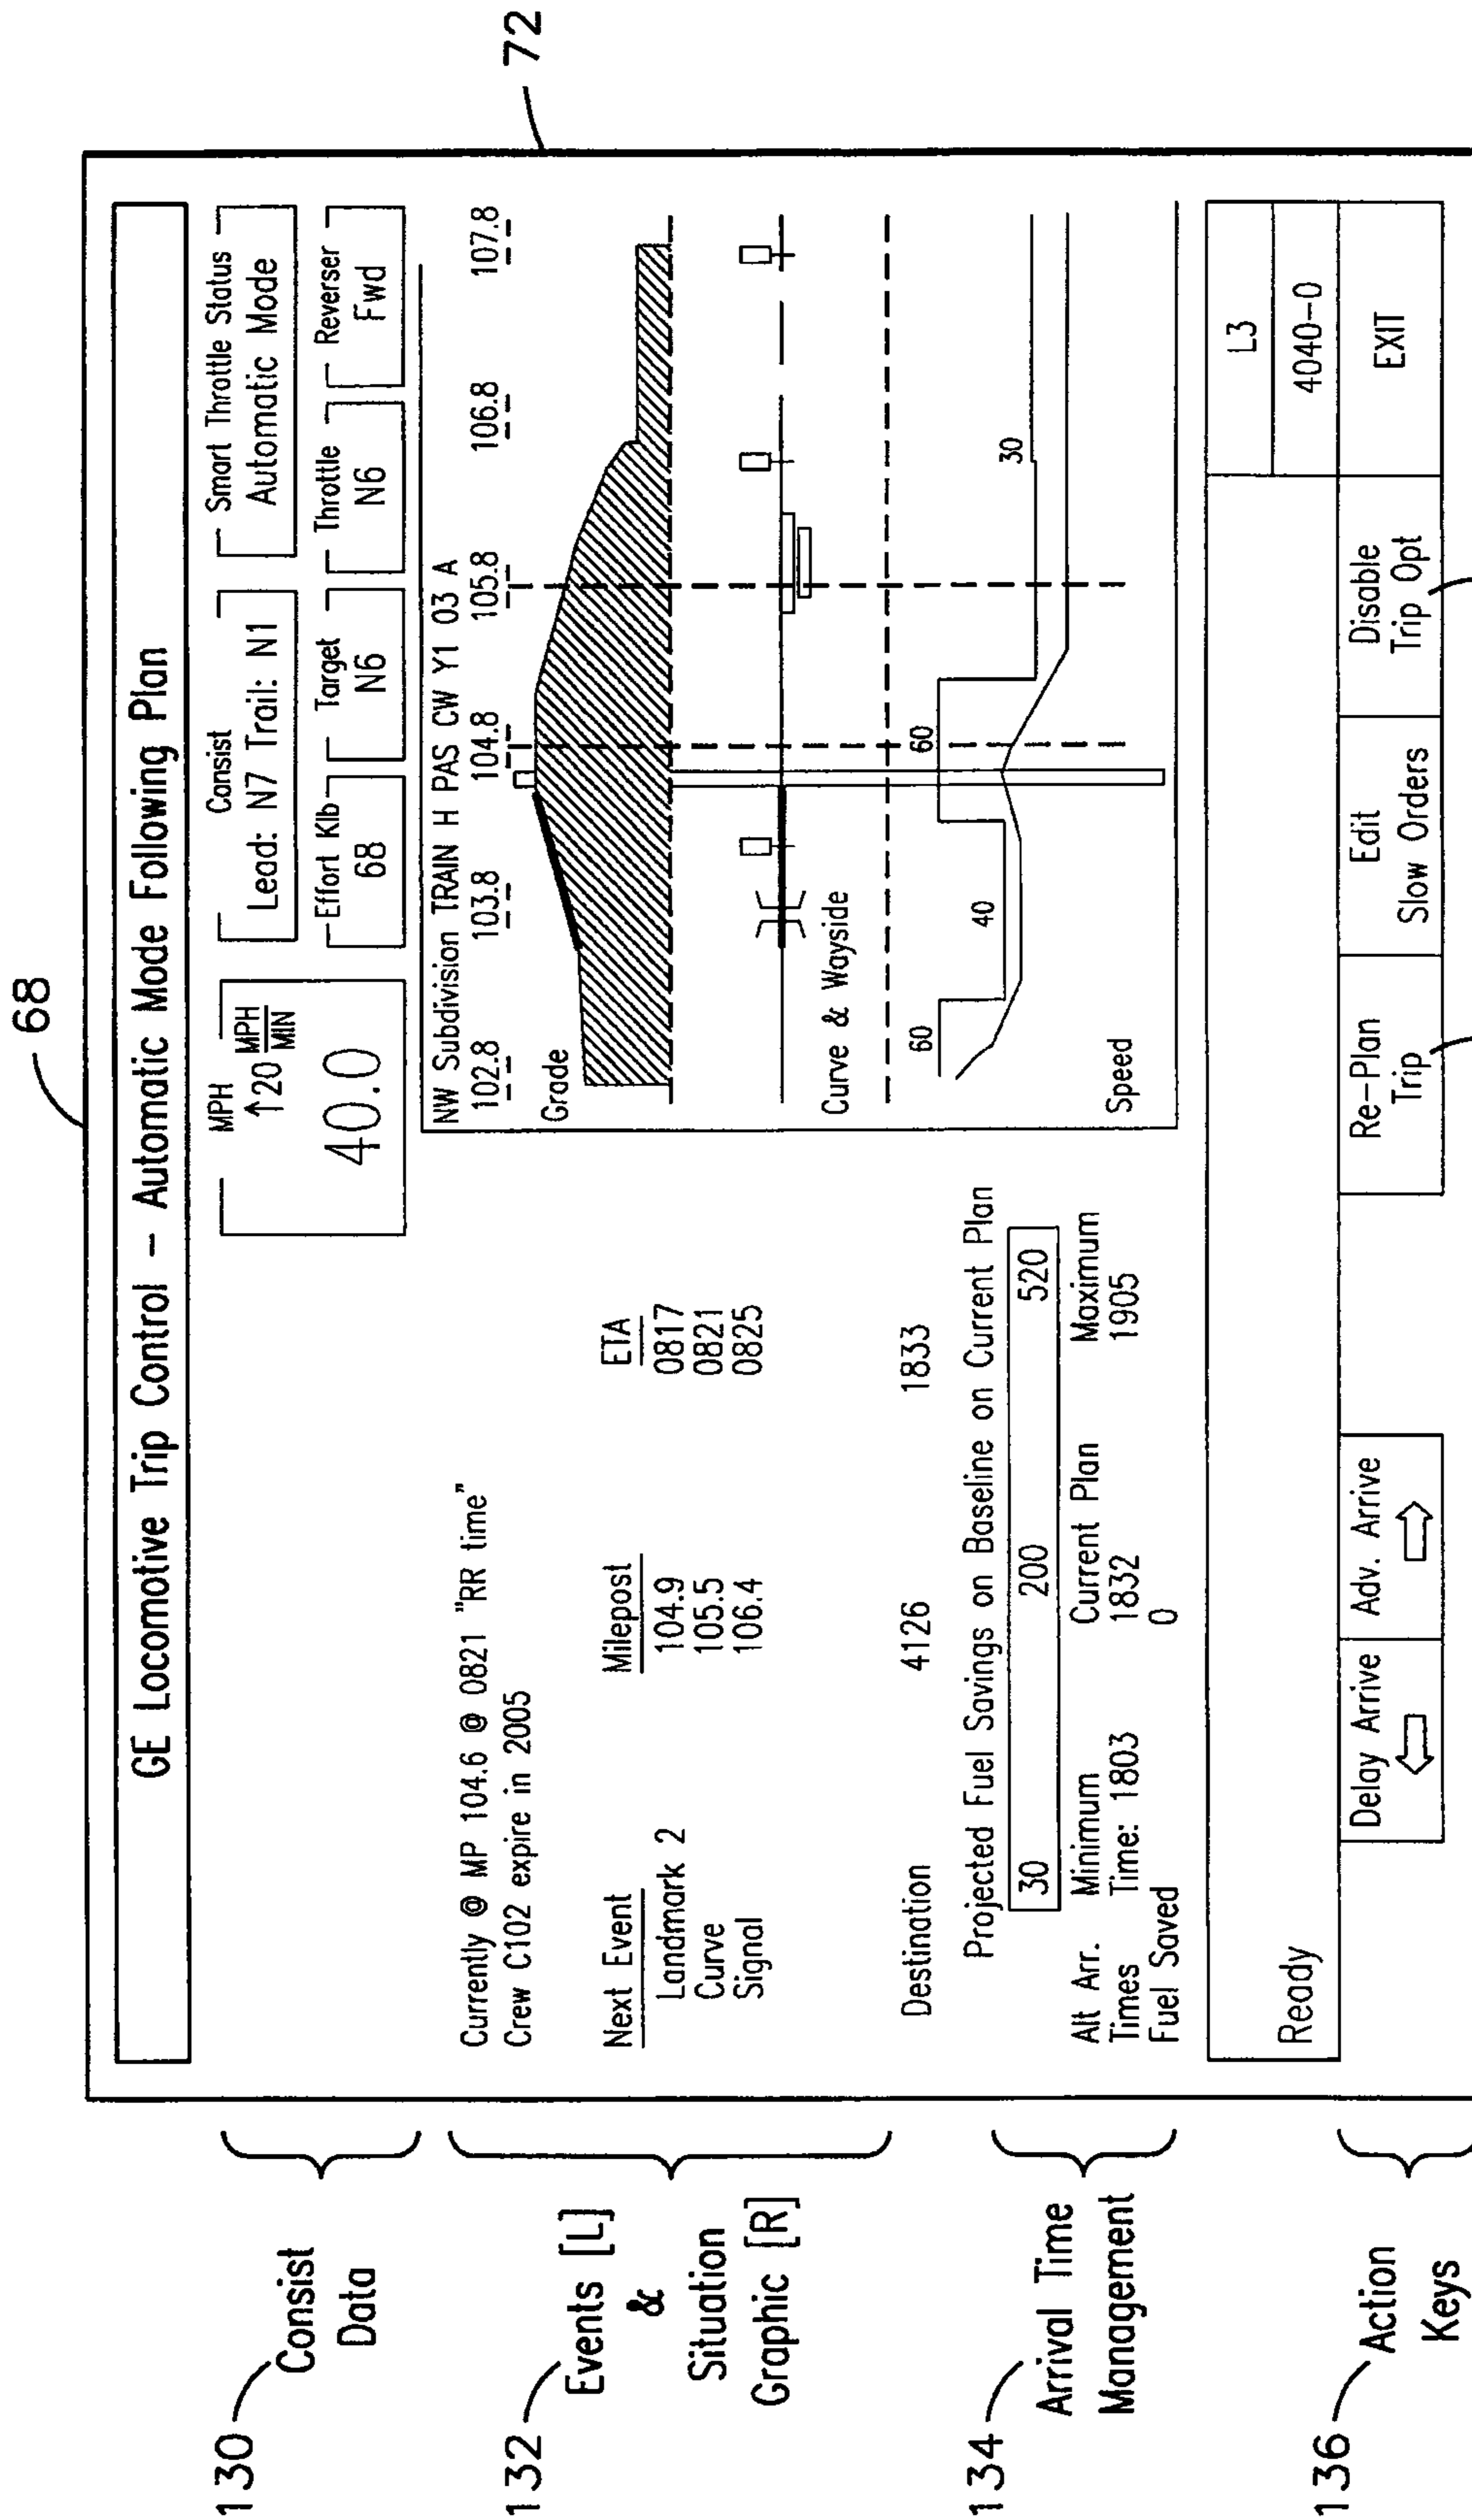 68
72
GE Locomotive Trip Control - Automatic Mode Following Plan
130
Consist
Data
MPH
↑20 MPH
MIN
40.0
Consist
Lead: N7 Trail: N1
Smart Throttle Status
Automatic Mode
Effort Klb
68
Target
N6
Throttle
N6
Reverser
Fwd
132
Events [L]
&
Situation
Graphic [R]
Currently @ MP 104.6 @ 0821 "RR time"
Crew C102 expire in 2005
Next Event Milepost ETA
Landmark 2 104.9 0817
Curve 105.5 0821
Signal 106.4 0825
Destination 4126 1833
NW Subdivision TRAIN H PAS CW Y1 03 A
102.8 103.8 104.8 105.8 106.8 107.8
Grade
Curve & Wayside
60 40 60 30
Speed
134
Arrival Time
Management
Projected Fuel Savings on Baseline on Current Plan
30 200 520
Alt Arr. Minimum Current Plan Maximum
Times Time: 1803 1832 1905
Fuel Saved 0
L3
Ready
4040-0
136
Action
Keys
Delay Arrive
Adv. Arrive
Re-Plan
Trip
Edit
Slow Orders
Disable
Trip Opt
EXIT